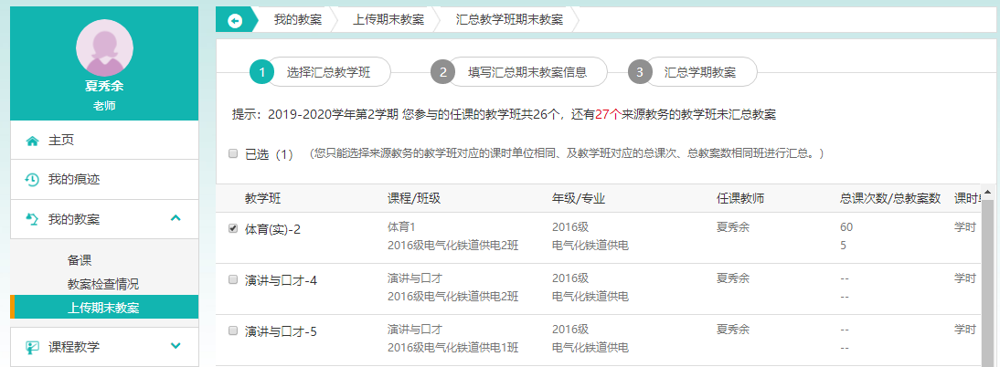 我的教案 上传期末教案 汇总教学班期末教案
夏秀余
老师
主页
我的痕迹
我的教案
备课
教案检查情况
上传期末教案
课程教学
1 选择汇总教学班 2 填写汇总期末教案信息 3 汇总学期教案
提示：2019-2020学年第2学期 您参与的任课的教学班共26个，还有27个来源教务的教学班未汇总教案
已选（1） （您只能选择来源教务的教学班对应的课时单位相同、及教学班对应的总课次、总教案数相同班进行汇总。）
教学班 课程/班级 年级/专业 任课教师 总课次数/总教案数 课时
体育(实)-2 体育1 2016级 夏秀余 60 学时
2016级电气化铁道供电2班 电气化铁道供电 5
演讲与口才-4 演讲与口才 2016级 夏秀余 -- 学时
2016级电气化铁道供电2班 电气化铁道供电 --
演讲与口才-5 演讲与口才 2016级 夏秀余 -- 学时
2016级电气化铁道供电1班 电气化铁道供电 --